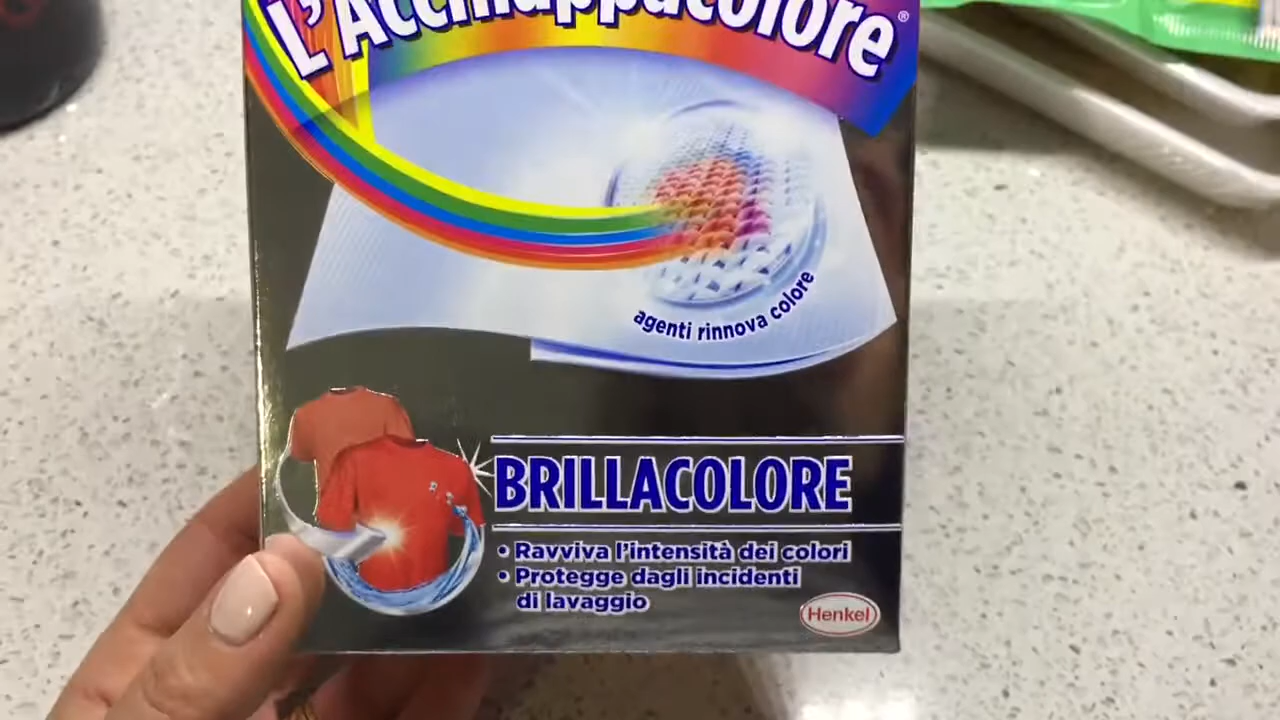 L'Acchiappacolore®
agenti rinnova colore
BRILLACOLORE
• Ravviva l'intensità dei colori
• Protegge dagli incidenti
di lavaggio
Henkel